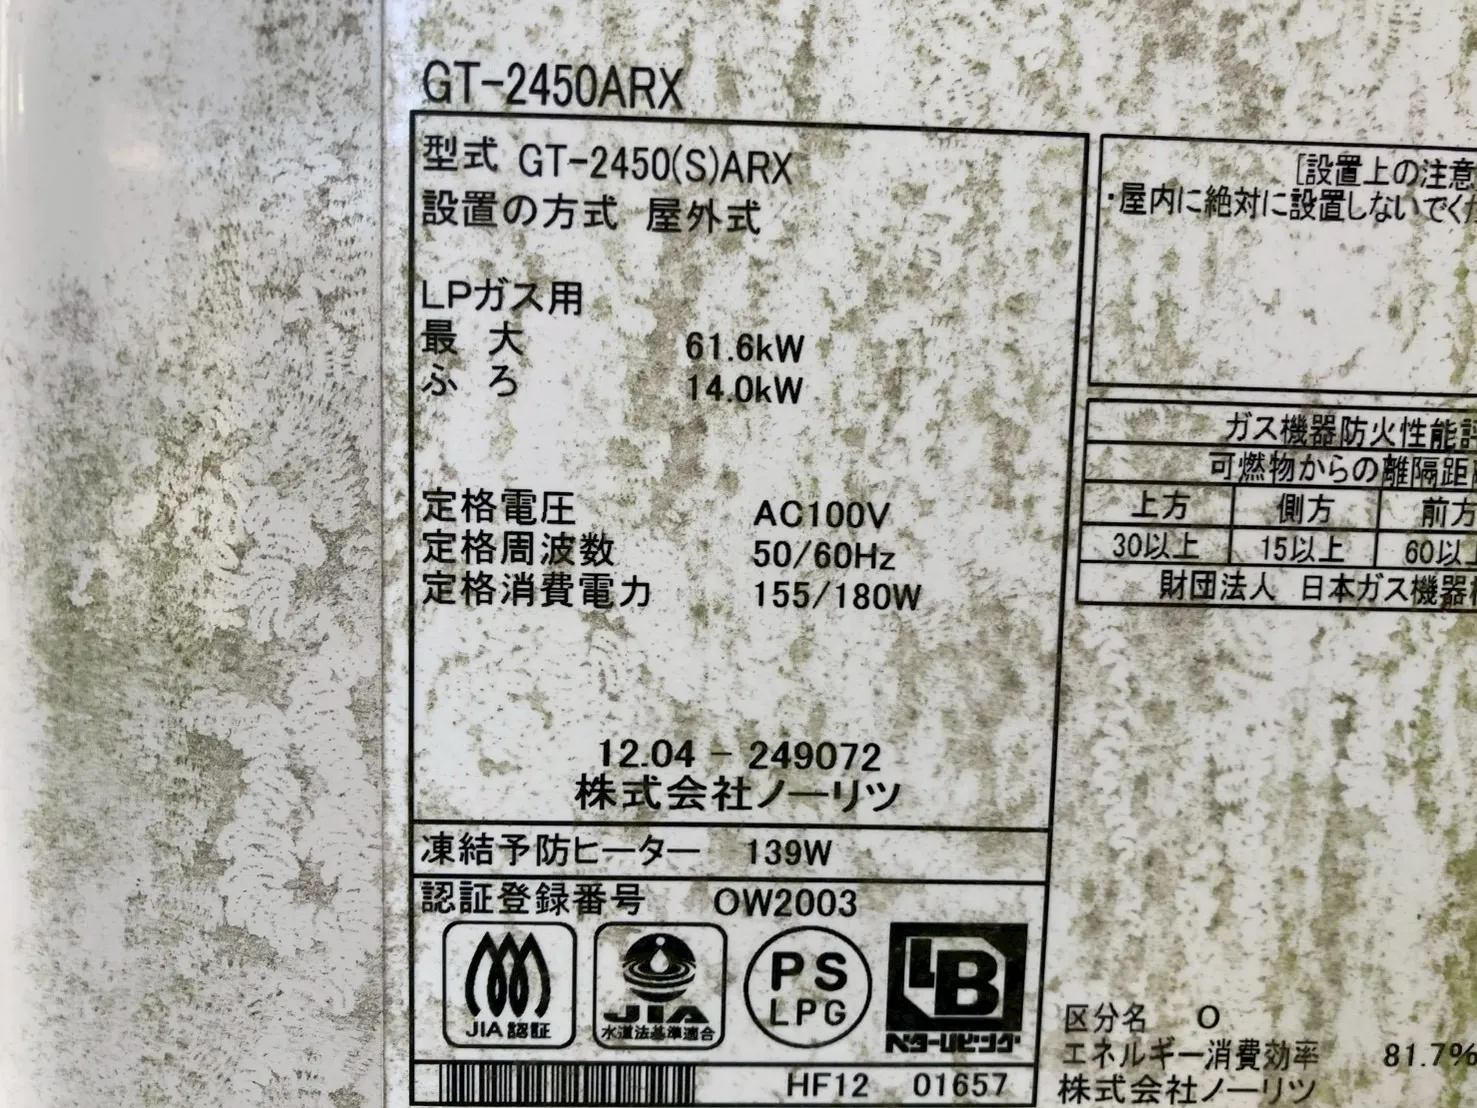 GT-2450ARX
型式 GT-2450(S)ARX
設置の方式 屋外式
LPガス用
最 大 61.6kW
ふ ろ 14.0kW
定格電圧 AC100V
定格周波数 50/60Hz
定格消費電力 155/180W
12.04 - 249072
株式会社ノーリツ
凍結予防ヒーター 139W
認証登録番号 OW2003
JIA 認証
JIA
水道法基準適合
PS
LPG
LB
ベターリビング
HF12 01657
[設置上の注意
・屋内に絶対に設置しないでくだ
ガス機器防火性能評
可燃物からの離隔距離
上方 側方 前方
30以上 15以上 60以上
財団法人 日本ガス機器検
区分名 O
エネルギー消費効率 81.7%
株式会社ノーリツ